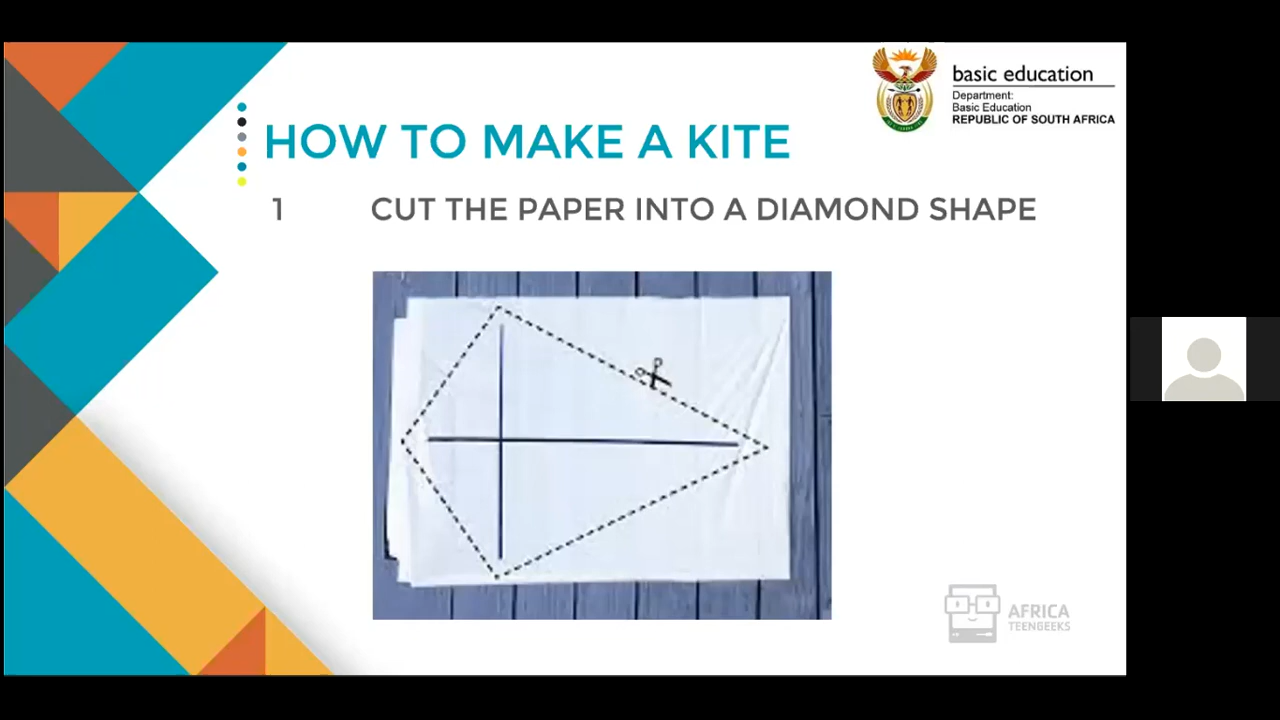 basic education
Department:
Basic Education
REPUBLIC OF SOUTH AFRICA
HOW TO MAKE A KITE
1 CUT THE PAPER INTO A DIAMOND SHAPE
AFRICA
TEENGEEKS